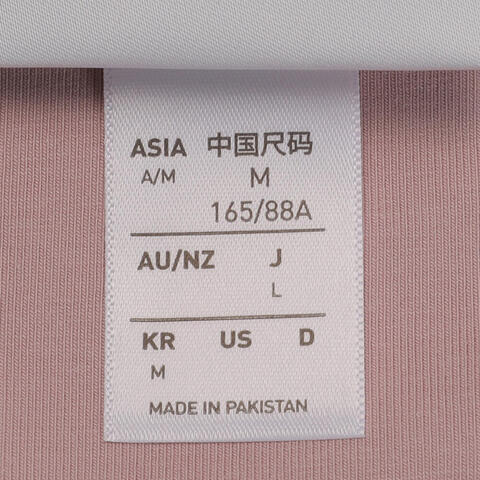 ASIA 中国尺码
A/M M
165/88A
AU/NZ J
L
KR US D
M
MADE IN PAKISTAN